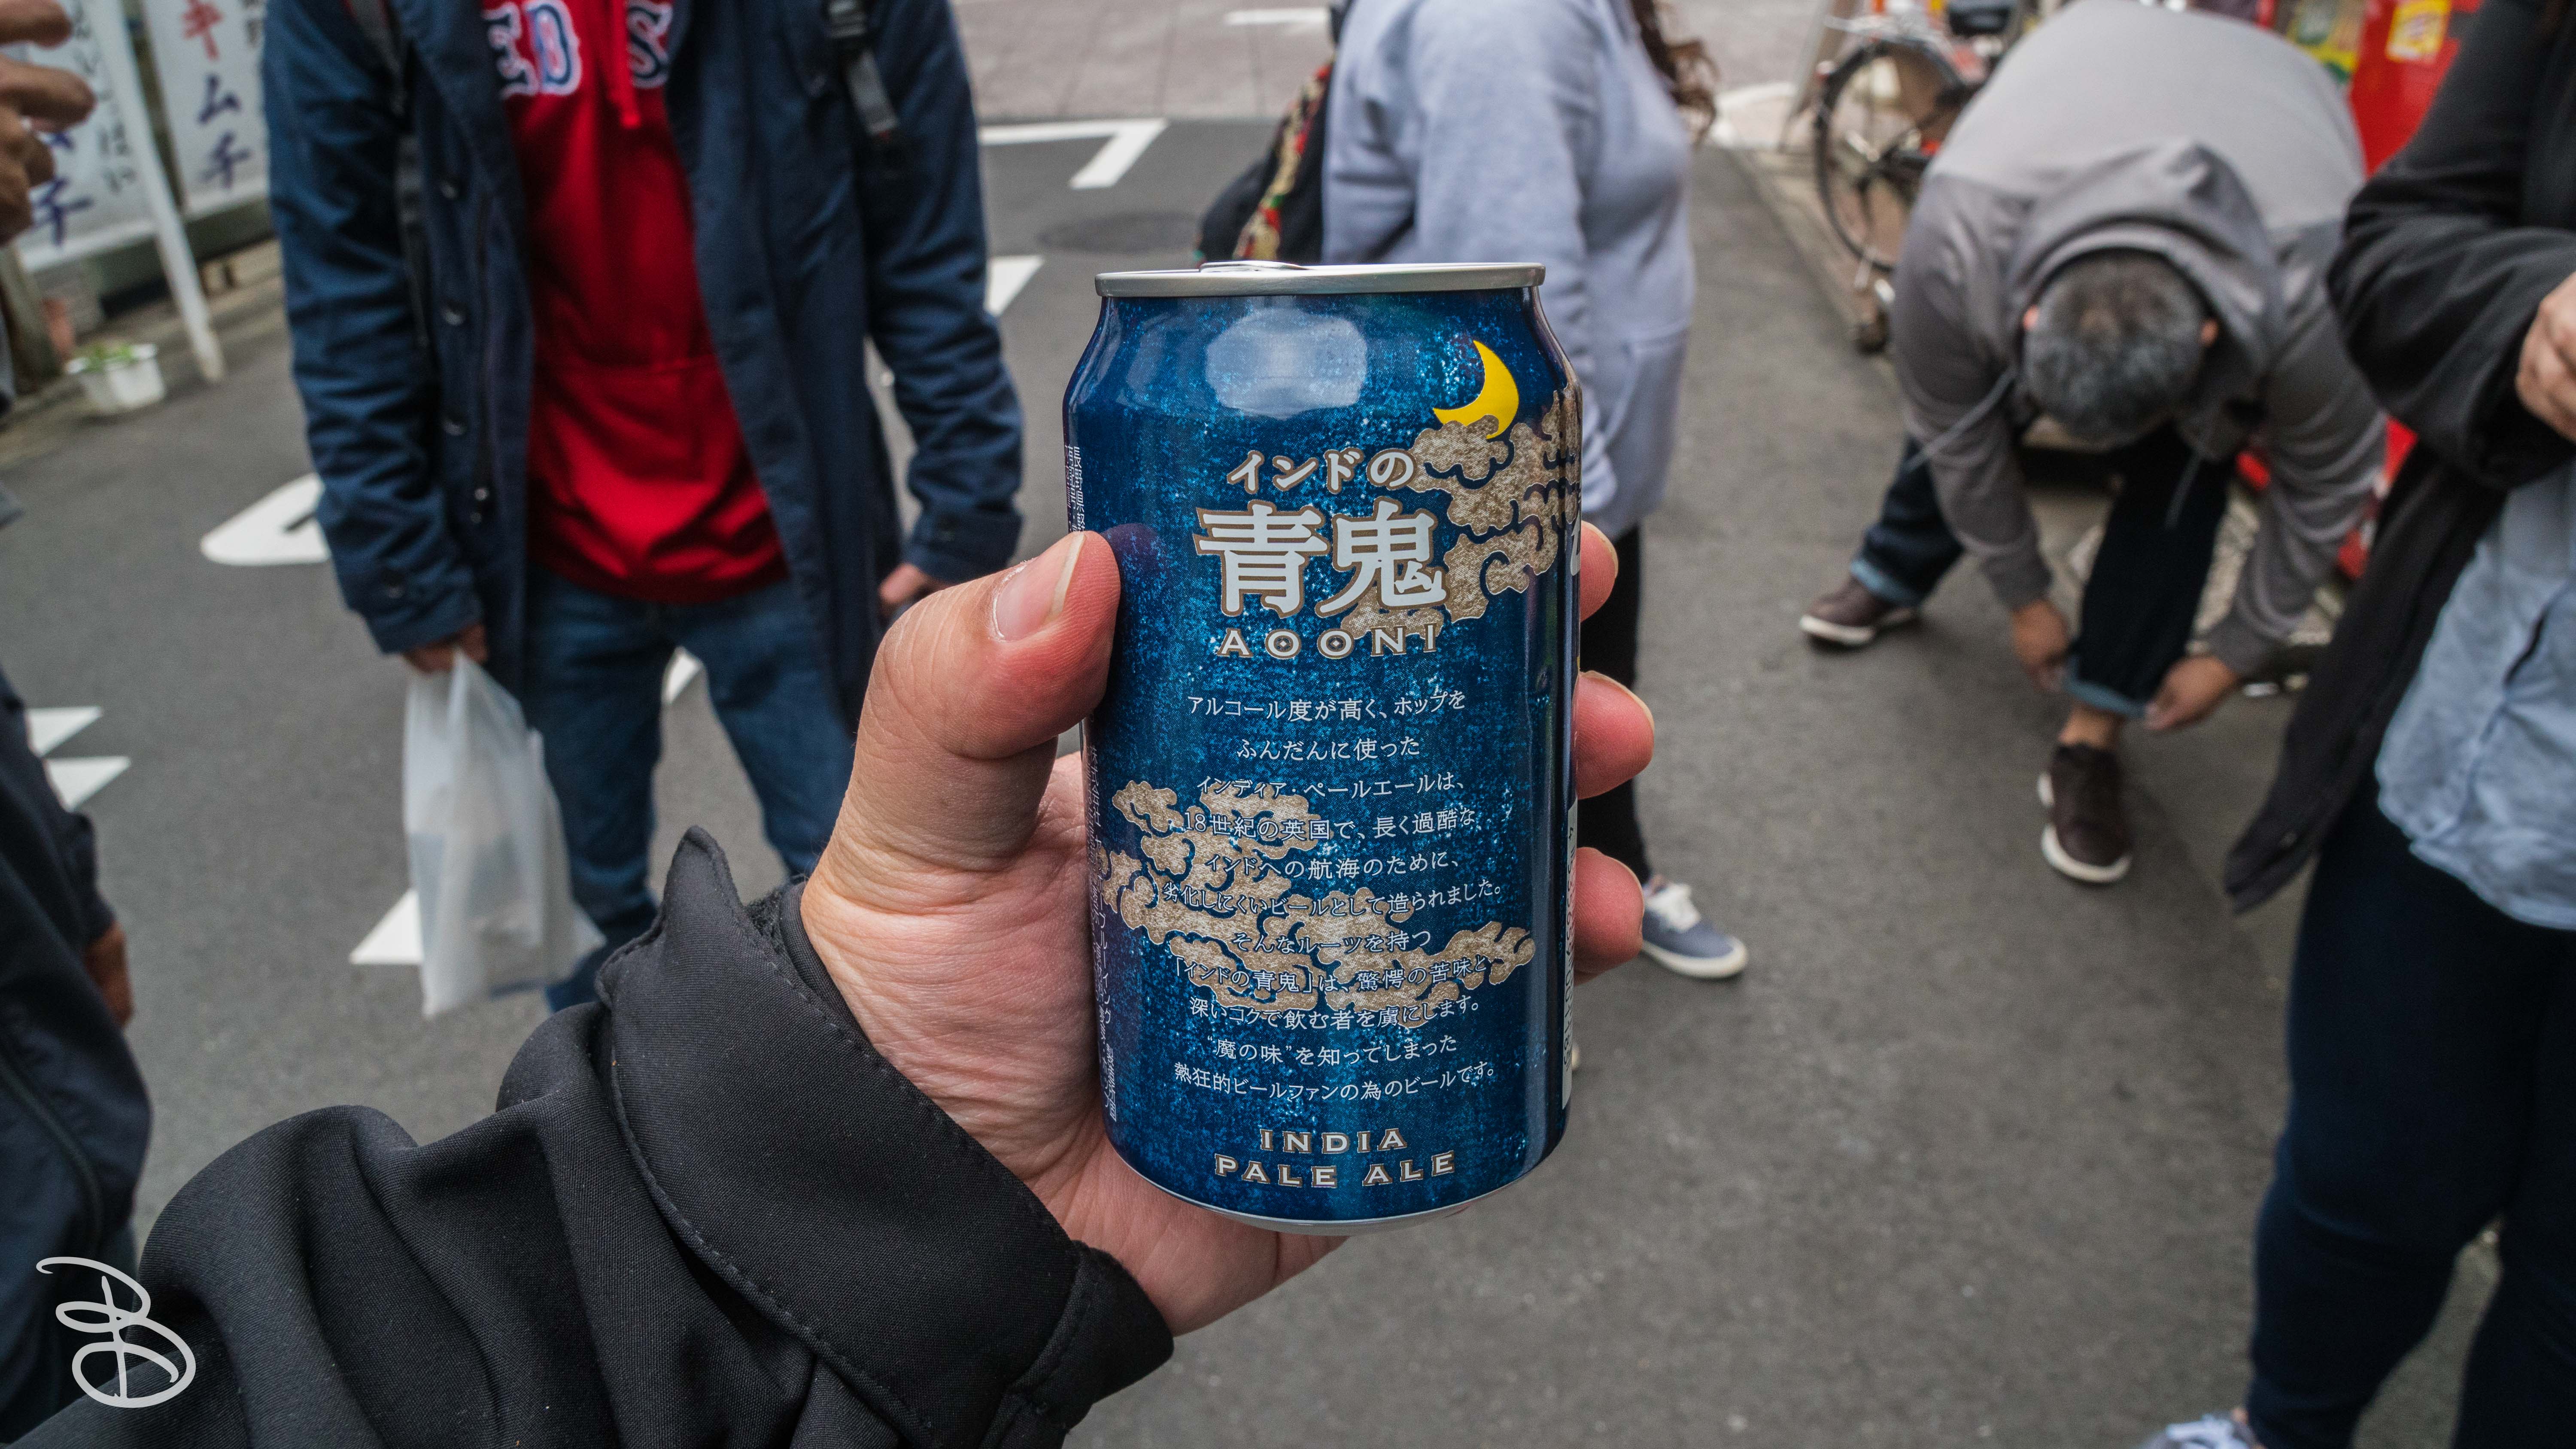 キムチ
ED S
インドの
青鬼
AOONI
アルコール度が高く、ホップを
ふんだんに使った
インディア・ペールエールは、
18世紀の英国で、長く過酷な
インドへの航海のために、
劣化しにくいビールとして造られました。
そんなルーツを持つ
「インドの青鬼」は、驚愕の苦味と
深いコクで飲む者を虜にします。
“魔の味”を知ってしまった
熱狂的ビールファンの為のビールです。
INDIA
PALE ALE
B